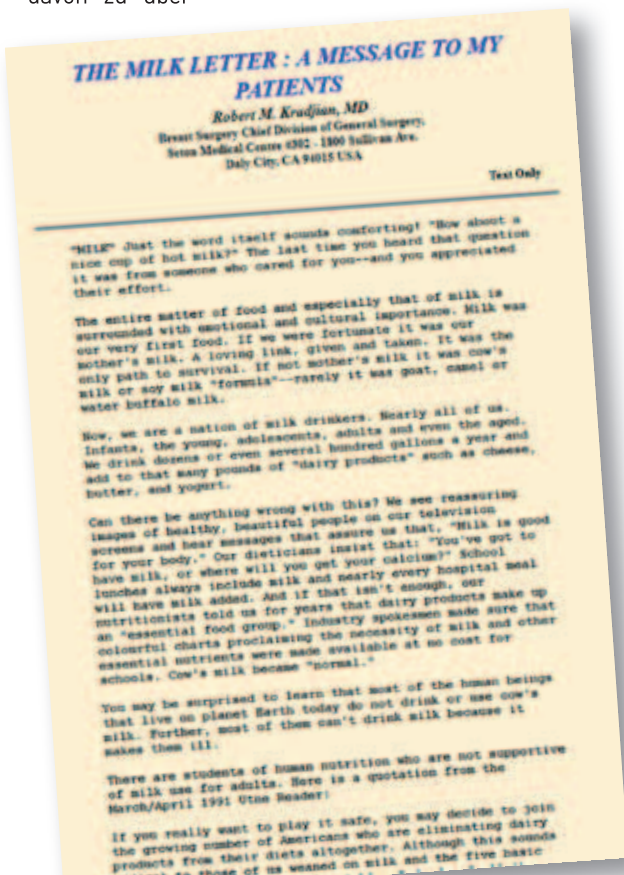 davon zu über
THE MILK LETTER : A MESSAGE TO MY
PATIENTS
Robert M. Kradjian, MD
Breast Surgery Chief Division of General Surgery,
Seton Medical Centre #302 - 1800 Sullivan Ave.
Daly City, CA 94015 USA
Text Only
"MILK" Just the word itself sounds comforting! "How about a
nice cup of hot milk?" The last time you heard that question
it was from someone who cared for you--and you appreciated
their effort.
The entire matter of food and especially that of milk is
surrounded with emotional and cultural importance. Milk was
our very first food. If we were fortunate it was our
mother's milk. A loving link, given and taken. It was the
only path to survival. If not mother's milk it was cow's
milk or soy milk "formula"--rarely it was goat, camel or
water buffalo milk.
Now, we are a nation of milk drinkers. Nearly all of us.
Infants, the young, adolescents, adults and even the aged.
We drink dozens or even several hundred gallons a year and
add to that many pounds of "dairy products" such as cheese,
butter, and yogurt.
Can there be anything wrong with this? We see reassuring
images of healthy, beautiful people on our television
screens and hear messages that assure us that, "Milk is good
for your body." Our dieticians insist that: "You've got to
have milk, or where will you get your calcium?" School
lunches always include milk and nearly every hospital meal
will have milk added. And if that isn't enough, our
nutritionists told us for years that dairy products make up
an "essential food group." Industry spokesmen made sure that
colourful charts proclaiming the necessity of milk and other
essential nutrients were made available at no cost for
schools. Cow's milk became "normal."
You may be surprised to learn that most of the human beings
that live on planet Earth today do not drink or use cow's
milk. Further, most of them can't drink milk because it
makes them ill.
There are students of human nutrition who are not supportive
of milk use for adults. Here is a quotation from the
March/April 1991 Utne Reader:
If you really want to play it safe, you may decide to join
the growing number of Americans who are eliminating dairy
products from their diets altogether. Although this sounds
to those of us weaned on milk and the five basic